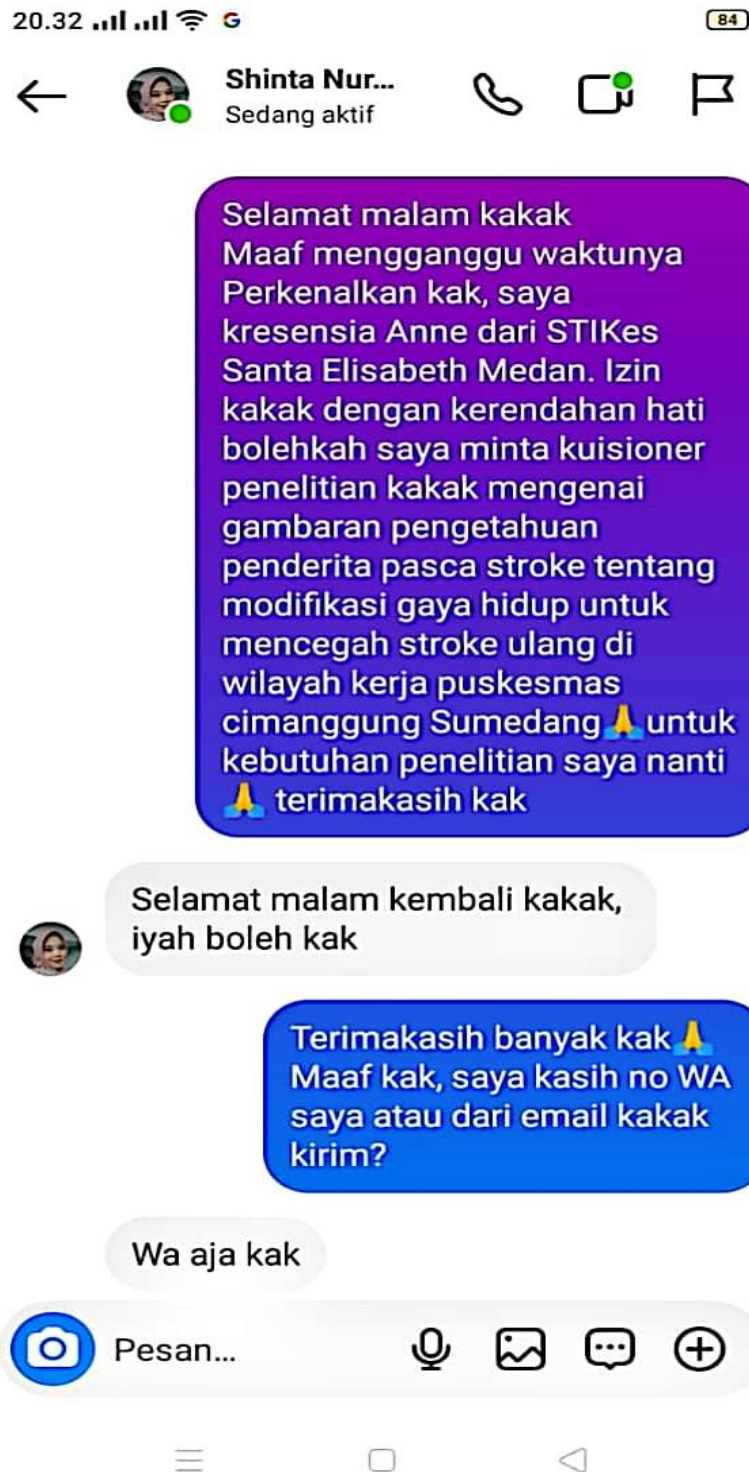 20.32
84
Shinta Nur...
Sedang aktif
Selamat malam kakak
Maaf mengganggu waktunya
Perkenalkan kak, saya
kresensia Anne dari STIKes
Santa Elisabeth Medan. Izin
kakak dengan kerendahan hati
bolehkah saya minta kuisioner
penelitian kakak mengenai
gambaran pengetahuan
penderita pasca stroke tentang
modifikasi gaya hidup untuk
mencegah stroke ulang di
wilayah kerja puskesmas
cimanggung Sumedang🙏untuk
kebutuhan penelitian saya nanti
🙏 terimakasih kak
Selamat malam kembali kakak,
iyah boleh kak
Terimakasih banyak kak🙏
Maaf kak, saya kasih no WA
saya atau dari email kakak
kirim?
Wa aja kak
Pesan...